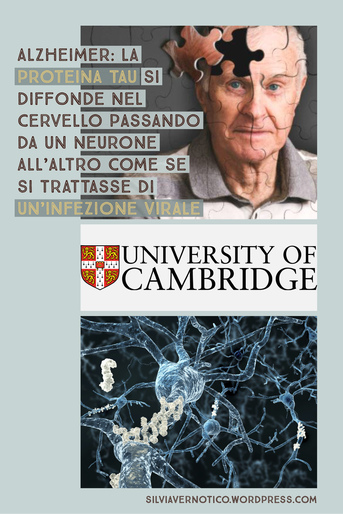 ALZHEIMER: LA
PROTEINA TAU SI
DIFFONDE NEL
CERVELLO PASSANDO
DA UN NEURONE
ALL'ALTRO COME SE
SI TRATTASSE DI
UN'INFEZIONE VIRALE
UNIVERSITY OF
CAMBRIDGE
SILVIAVERNOTICO.WORDPRESS.COM